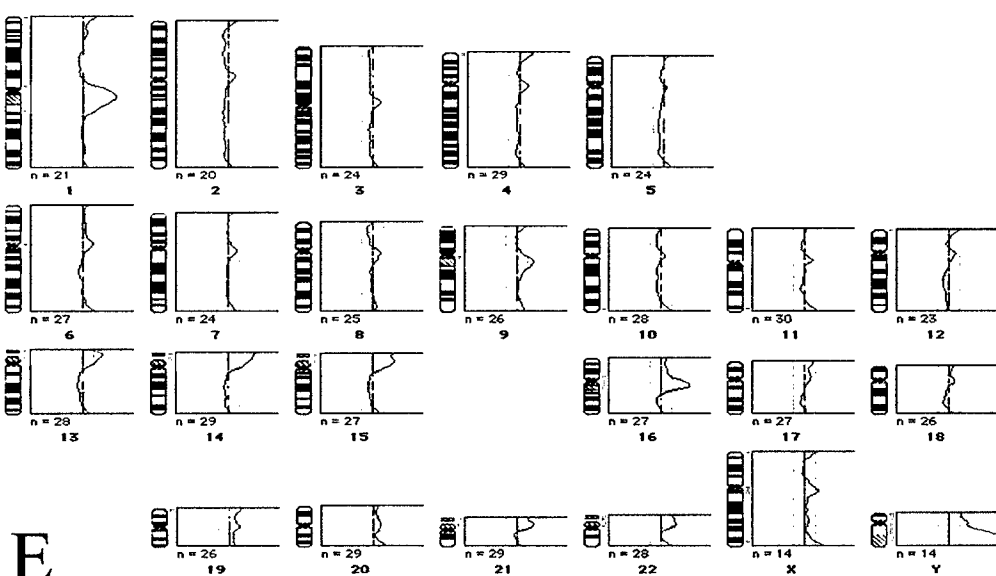 n = 21
n = 20
n = 24
n = 29
n = 24
1
2
3
4
5
n = 27
n = 24
n = 25
n = 26
n = 28
n = 30
n = 23
6
7
8
9
10
11
12
n = 28
n = 29
n = 27
n = 27
n = 27
n = 26
13
14
15
16
17
18
E
n = 26
n = 29
n = 29
n = 28
n = 14
n = 14
19
20
21
22
X
Y